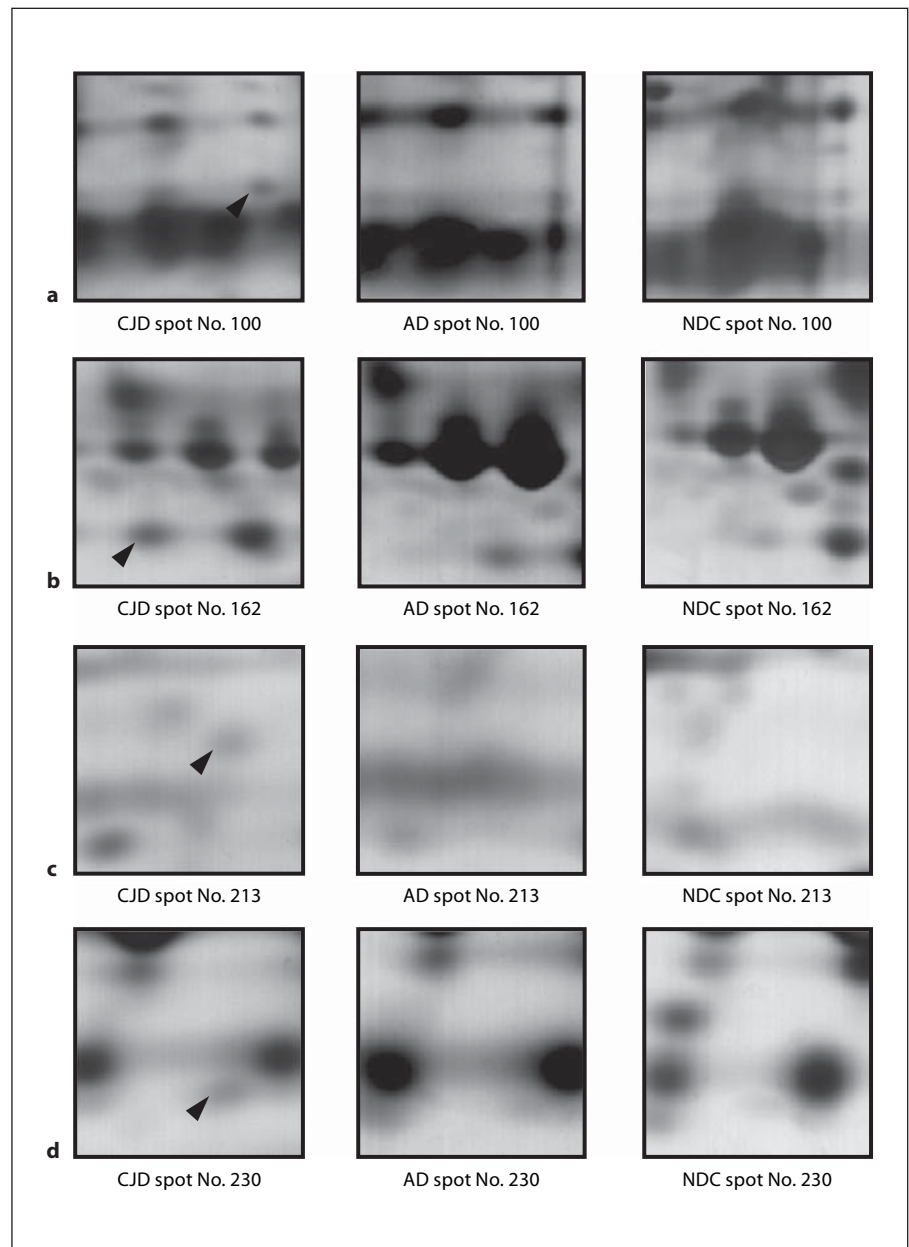 a
CJD spot No. 100 AD spot No. 100 NDC spot No. 100
b
CJD spot No. 162 AD spot No. 162 NDC spot No. 162
c
CJD spot No. 213 AD spot No. 213 NDC spot No. 213
d
CJD spot No. 230 AD spot No. 230 NDC spot No. 230